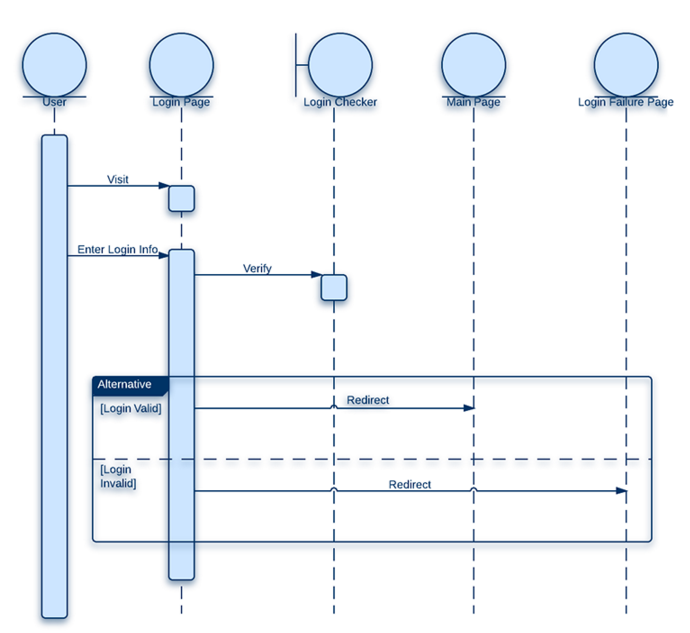 User
Login Page
Login Checker
Main Page
Login Failure Page
Visit
Enter Login Info
Verify
Alternative
[Login Valid]
Redirect
[Login
Invalid]
Redirect